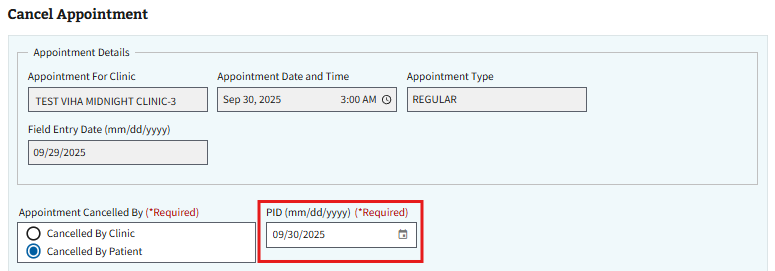 Cancel Appointment
Appointment Details
Appointment For Clinic
Appointment Date and Time
Appointment Type
TEST VIHA MIDNIGHT CLINIC-3
Sep 30, 2025 3:00 AM
REGULAR
Field Entry Date (mm/dd/yyyy)
09/29/2025
Appointment Cancelled By (*Required)
PID (mm/dd/yyyy) (*Required)
Cancelled By Clinic
09/30/2025
Cancelled By Patient